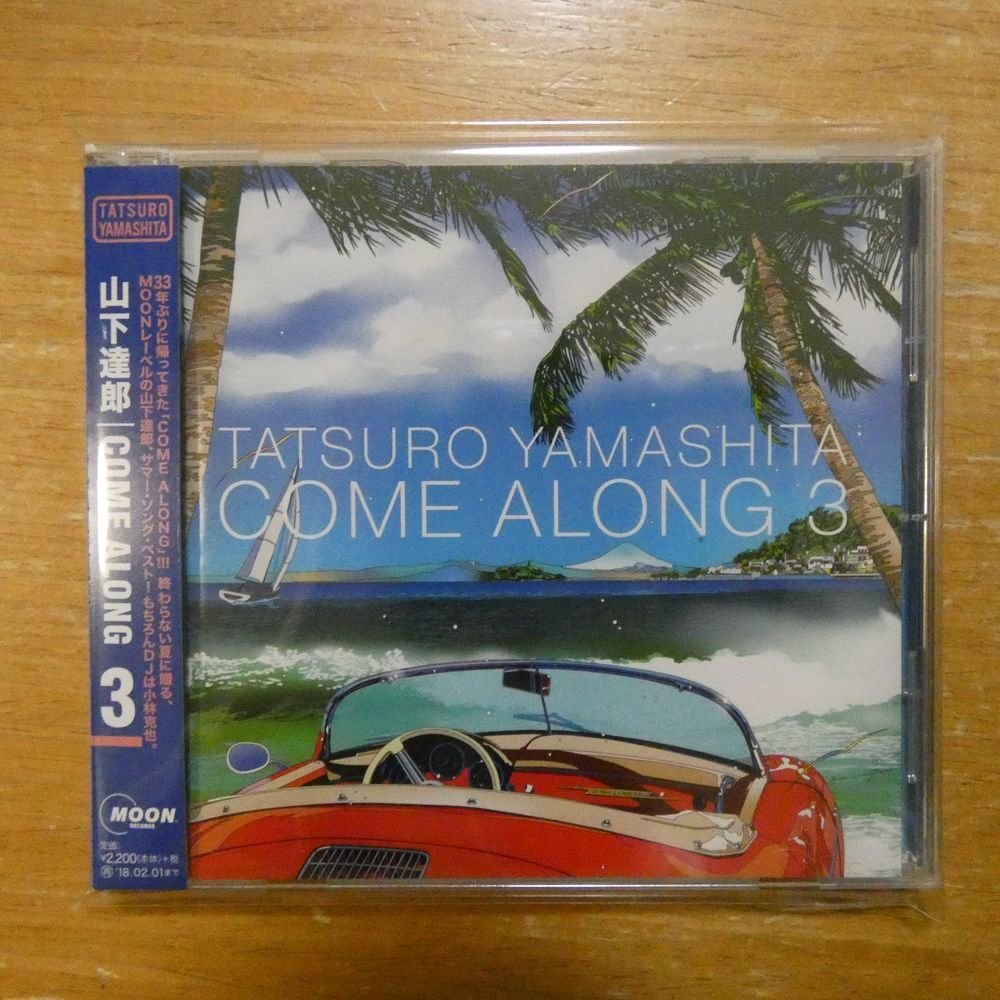 TATSURO
YAMASHITA
山下達郎|COME ALONG 3
33年ぶりに帰ってきた「COME ALONG」!!! 終わらない夏に贈る、
MOONレーベルの山下達郎、サマー・ソング・ベスト! もちろんDJは小林克也。
MOON
RECORDS
定価
¥2,200(本体)+税
再'18.02.01まで
TATSURO YAMASHITA
COME ALONG 3